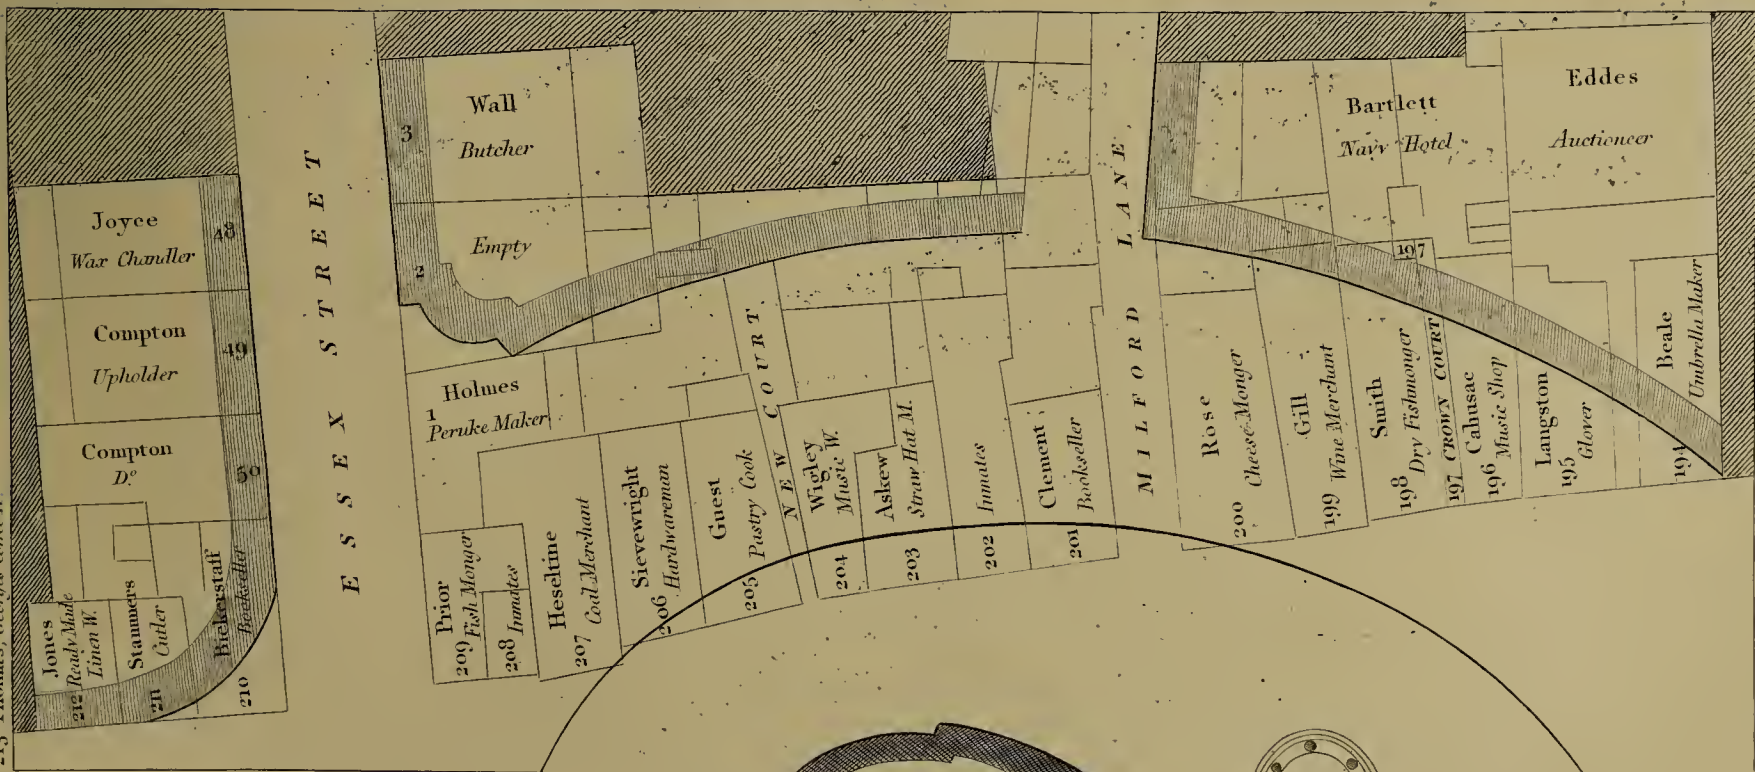 ESSEX STREET
Joyce
Wax Chandler
48
Compton
Upholder
49
Compton
Dº
50
Jones
Ready Made
Linen W.
212
Stammers
Cutler
211
Bickerstaff
Bookseller
210
3
Wall
Butcher
2
Empty
1
Holmes
Peruke Maker
Prior
209 Fish Monger
208 Inmates
Heseltine
207 Coal Merchant
Sievewright
206 Hardwareman
Guest
205 Pastry Cook
NEW COURT.
Wigley
Music W.
204
Askew
Straw Hat M.
203
Inmates
202
Clement
Bookseller
201
MILFORD LANE
Rose
Cheese-Monger
200
Gill
199 Wine Merchant
Smith
198 Dry Fishmonger
197 CROWN COURT
Cahusac
196 Music Shop
Langston
195 Glover
Beale
Umbrella Maker
194
197
Bartlett
Navy Hotel
Eddes
Auctioneer